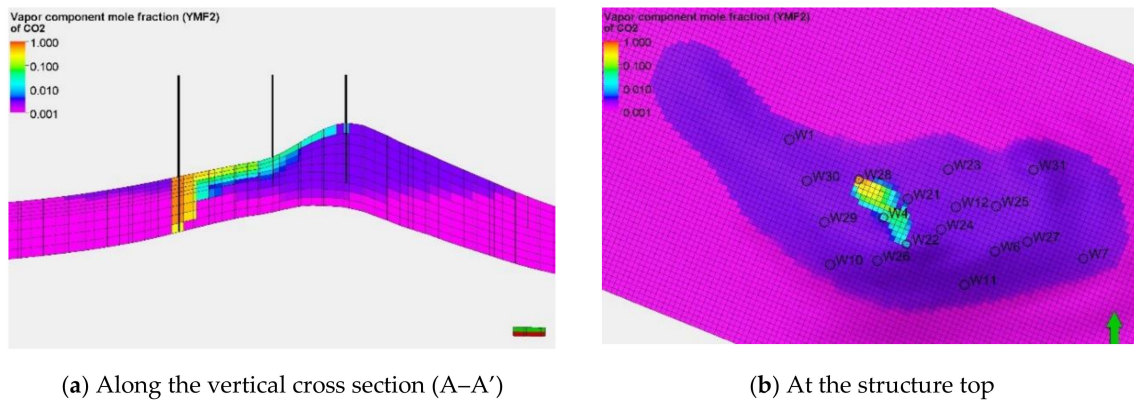 Vapor component mole fraction (YMF2)
of CO2
1.000
0.100
0.010
0.001
Vapor component mole fraction (YMF2)
of CO2
1.000
0.100
0.010
0.001
W1
W23
W31
W30
W28
W21
W12
W25
W29
W4
W24
W22
W27
W6
W10
W26
W7
W11
(a) Along the vertical cross section (A–A’)
(b) At the structure top